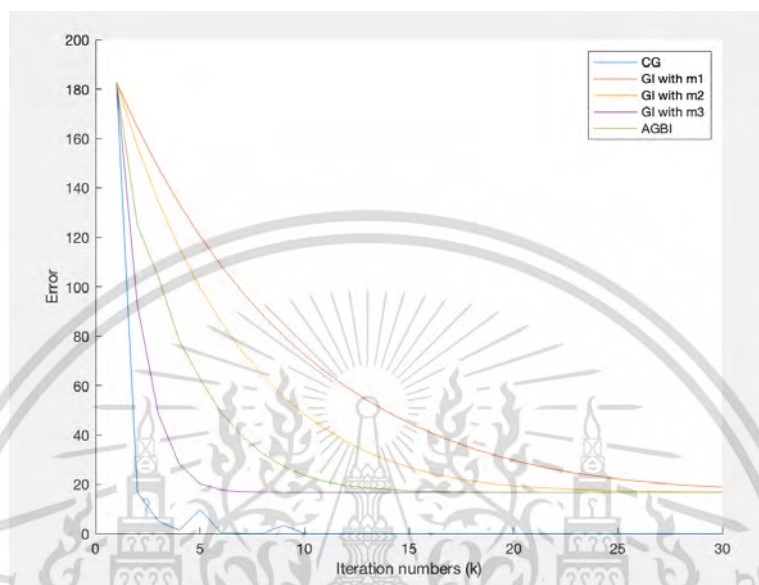 200
180
160
140
120
100
80
60
40
20
0
Error
CG
GI with m1
GI with m2
GI with m3
AGBI
0 5 10 15 20 25 30
Iteration numbers (k)